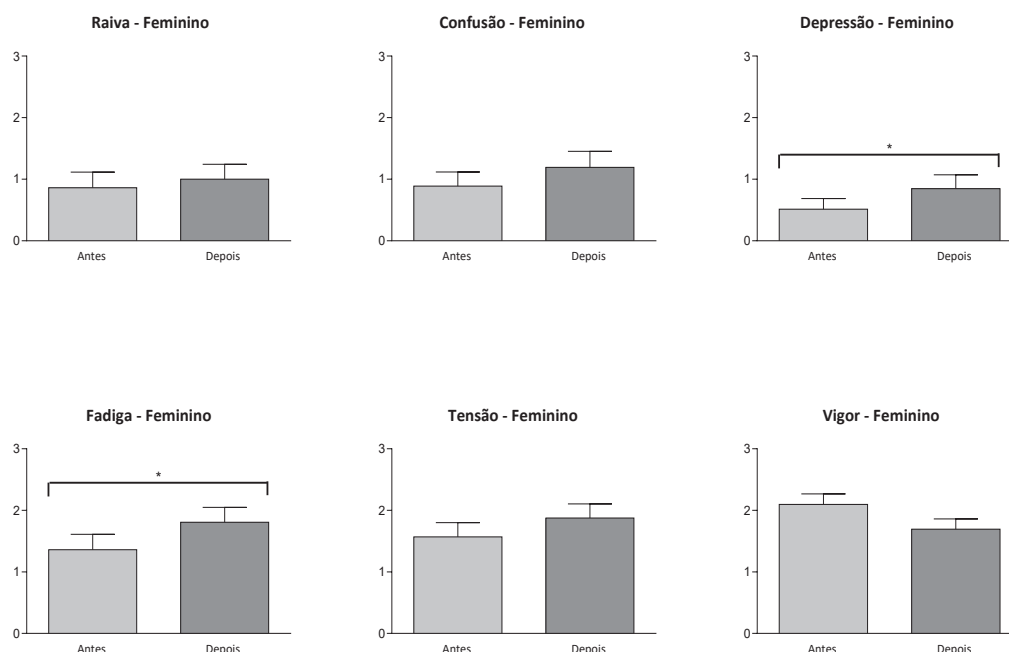 Raiva - Feminino
3
2
1
0
Antes Depois
Confusão - Feminino
3
2
1
0
Antes Depois
Depressão - Feminino
3
2
*
1
0
Antes Depois
Fadiga - Feminino
3
*
2
1
0
Antes Depois
Tensão - Feminino
3
2
1
0
Antes Depois
Vigor - Feminino
3
2
1
0
Antes Depois